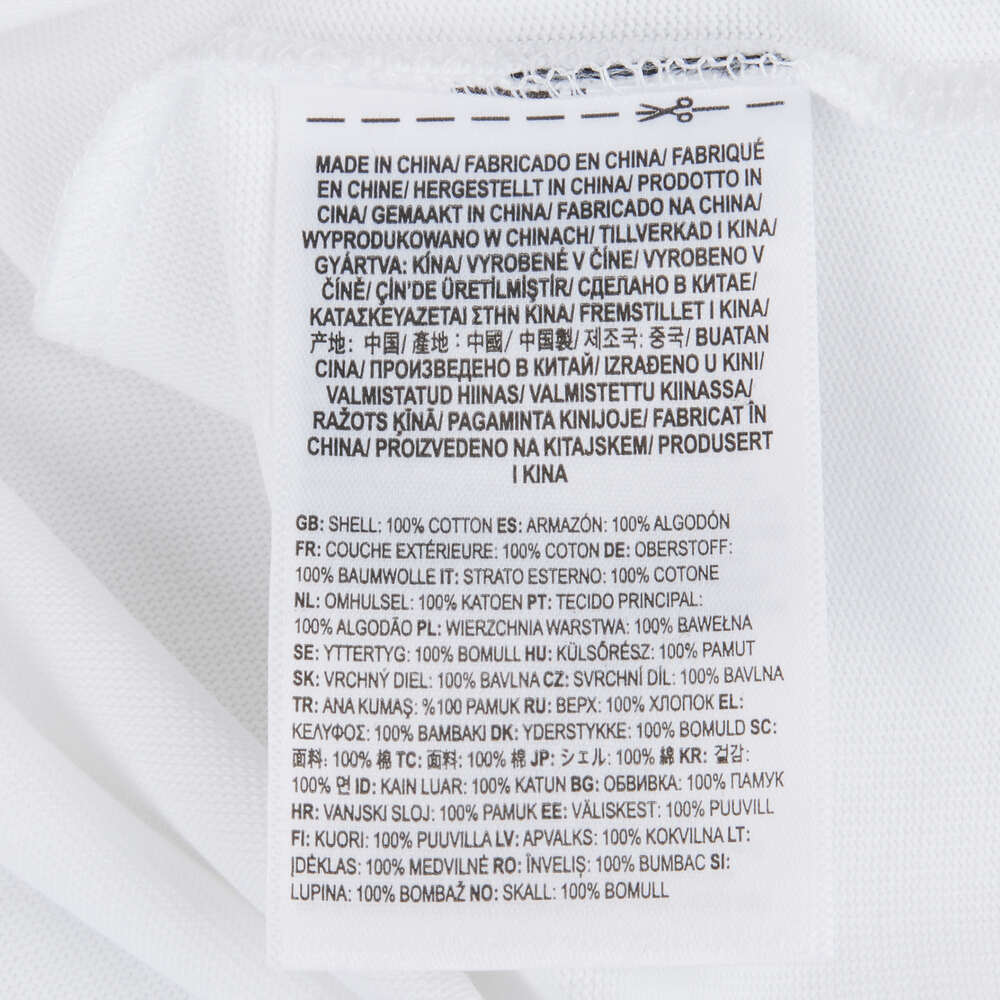 MADE IN CHINA/ FABRICADO EN CHINA/ FABRIQUÉ
EN CHINE/ HERGESTELLT IN CHINA/ PRODOTTO IN
CINA/ GEMAAKT IN CHINA/ FABRICADO NA CHINA/
WYPRODUKOWANO W CHINACH/ TILLVERKAD I KINA/
GYÁRTVA: KÍNA/ VYROBENÉ V ČÍNE/ VYROBENO V
ČÍNĚ/ ÇİN'DE ÜRETİLMİŞTİR/ СДЕЛАНО В КИТАЕ/
ΚΑΤΑΣΚΕΥΑΖΕΤΑΙ ΣΤΗΝ ΚΙΝΑ/ FREMSTILLET I KINA/
产地: 中国/ 產地 : 中國/ 中国製/ 제조국: 중국/ BUATAN
CINA/ ПРОИЗВЕДЕНО В КИТАЙ/ IZRAĐENO U KINI/
VALMISTATUD HIINAS/ VALMISTETTU KIINASSA/
RAŽOTS ĶĪNĀ/ PAGAMINTA KINIJOJE/ FABRICAT ÎN
CHINA/ PROIZVEDENO NA KITAJSKEM/ PRODUSERT
I KINA
GB: SHELL: 100% COTTON ES: ARMAZÓN: 100% ALGODÓN
FR: COUCHE EXTÉRIEURE: 100% COTON DE: OBERSTOFF:
100% BAUMWOLLE IT: STRATO ESTERNO: 100% COTONE
NL: OMHULSEL: 100% KATOEN PT: TECIDO PRINCIPAL:
100% ALGODÃO PL: WIERZCHNIA WARSTWA: 100% BAWEŁNA
SE: YTTERTYG: 100% BOMULL HU: KÜLSŐRÉSZ: 100% PAMUT
SK: VRCHNÝ DIEL: 100% BAVLNA CZ: SVRCHNÍ DÍL: 100% BAVLNA
TR: ANA KUMAŞ: %100 PAMUK RU: ВЕРХ: 100% ХЛОПОК EL:
ΚΕΛΥΦΟΣ: 100% ΒΑΜΒΑΚΙ DK: YDERSTYKKE: 100% BOMULD SC:
面料: 100% 棉 TC: 面料: 100% 棉 JP: シェル: 100% 綿 KR: 겉감:
100% 면 ID: KAIN LUAR: 100% KATUN BG: ОБВИВКА: 100% ПАМУК
HR: VANJSKI SLOJ: 100% PAMUK EE: VÄLISKEST: 100% PUUVILL
FI: KUORI: 100% PUUVILLA LV: APVALKS: 100% KOKVILNA LT:
ĮDĖKLAS: 100% MEDVILNĖ RO: ÎNVELIȘ: 100% BUMBAC SI:
LUPINA: 100% BOMBAŽ NO: SKALL: 100% BOMULL